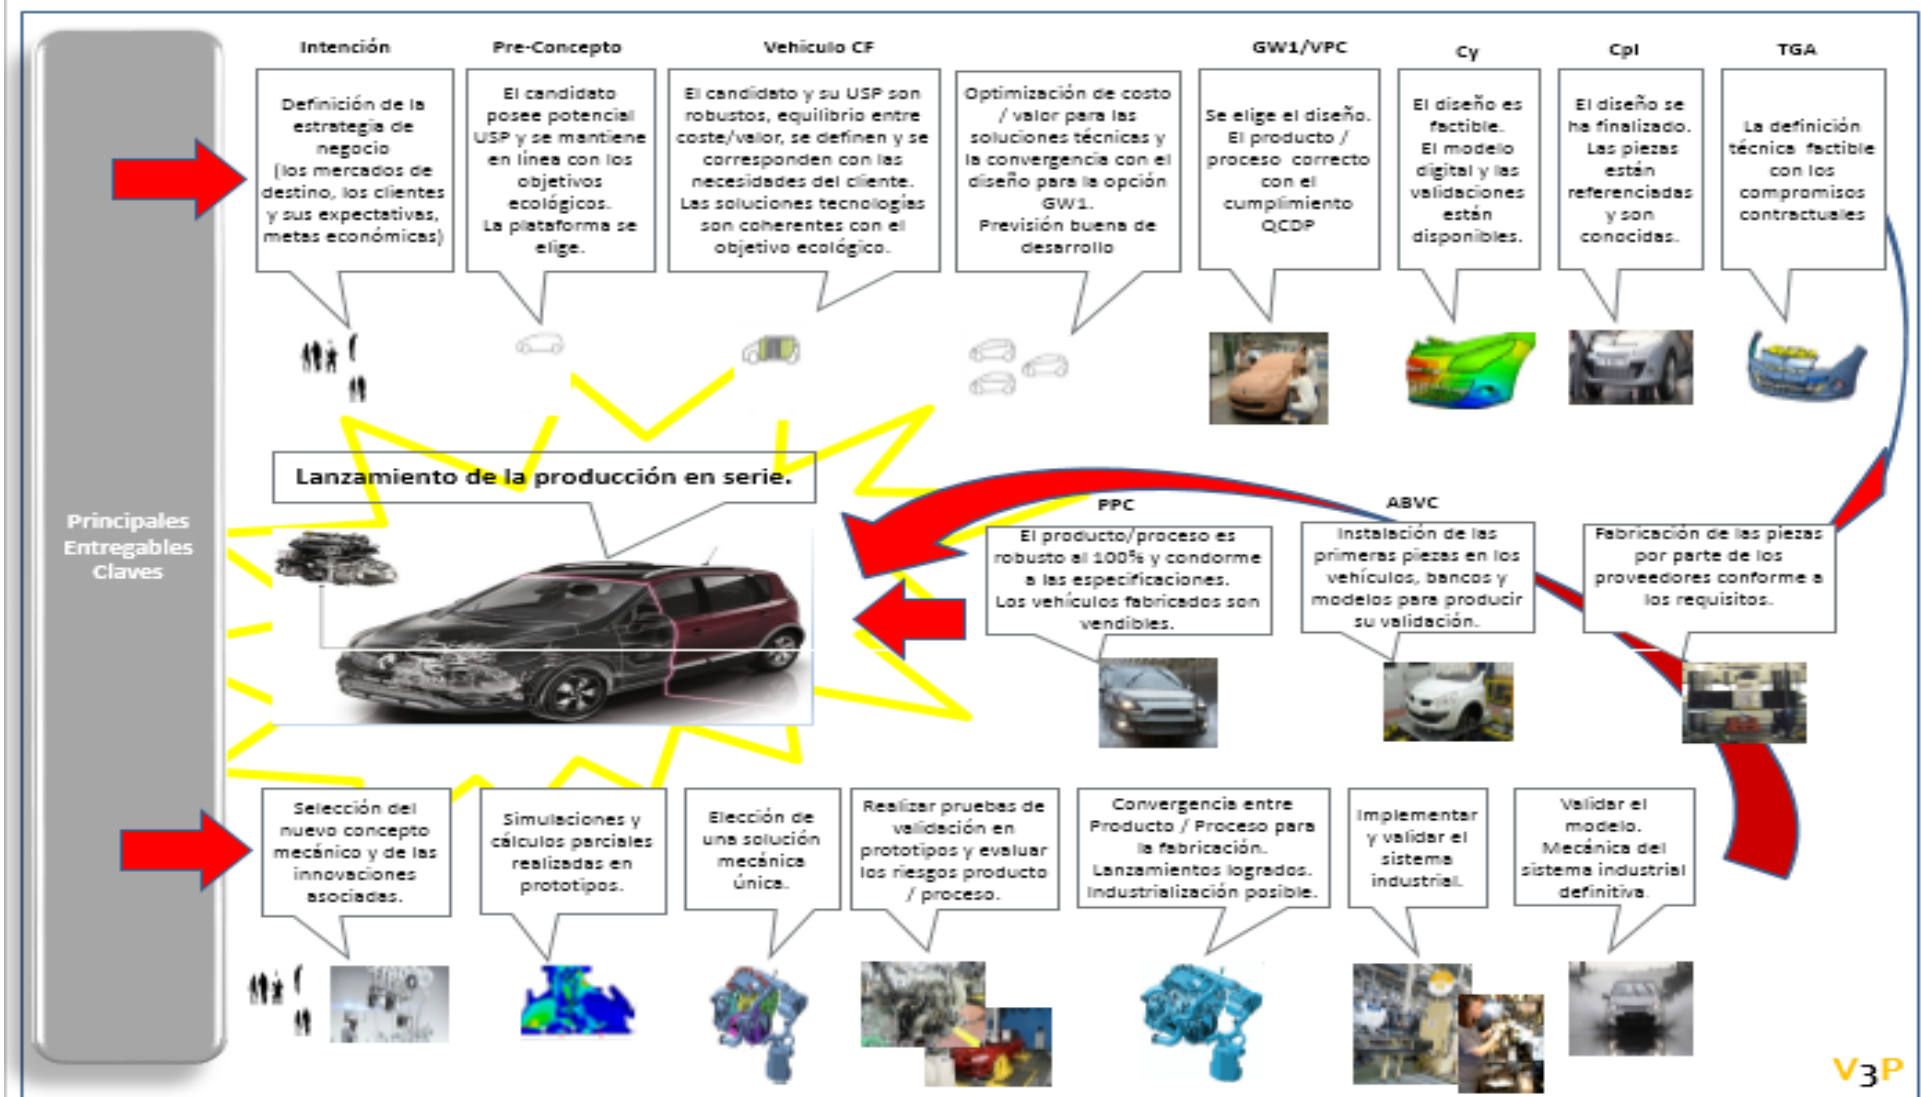 Principales
Entregables
Claves
Intención
Definición de la
estrategia de
negocio
(los mercados de
destino, los clientes
y sus expectativas,
metas económicas)
Pre-Concepto
El candidato
posee potencial
USP y se mantiene
en línea con los
objetivos
ecológicos.
La plataforma se
elige.
Vehiculo CF
El candidato y su USP son
robustos, equilibrio entre
coste/valor, se definen y se
corresponden con las
necesidades del cliente.
Las soluciones tecnologías
son coherentes con el
objetivo ecológico.
Optimización de costo
/ valor para las
soluciones técnicas y
la convergencia con el
diseño para la opción
GW1.
Previsión buena de
desarrollo
GW1/VPC
Se elige el diseño.
El producto /
proceso correcto
con el
cumplimiento
QCDP
Cy
El diseño es
factible.
El modelo
digital y las
validaciones
están
disponibles.
Cpl
El diseño se
ha finalizado.
Las piezas
están
referenciadas
y son
conocidas.
TGA
La definición
técnica factible
con los
compromisos
contractuales
Lanzamiento de la producción en serie.
PPC
El producto/proceso es
robusto al 100% y condorme
a las especificaciones.
Los vehículos fabricados son
vendibles.
ABVC
Instalación de las
primeras piezas en los
vehículos, bancos y
modelos para producir
su validación.
Fabricación de las piezas
por parte de los
proveedores conforme a
los requisitos.
Selección del
nuevo concepto
mecánico y de las
innovaciones
asociadas.
Simulaciones y
cálculos parciales
realizadas en
prototipos.
Elección de
una solución
mecánica
única.
Realizar pruebas de
validación en
prototipos y evaluar
los riesgos producto
/ proceso.
Convergencia entre
Producto / Proceso para
la fabricación.
Lanzamientos logrados.
Industrialización posible.
Implementar
y validar el
sistema
industrial.
Validar el
modelo.
Mecánica del
sistema industrial
definitiva.
V3P